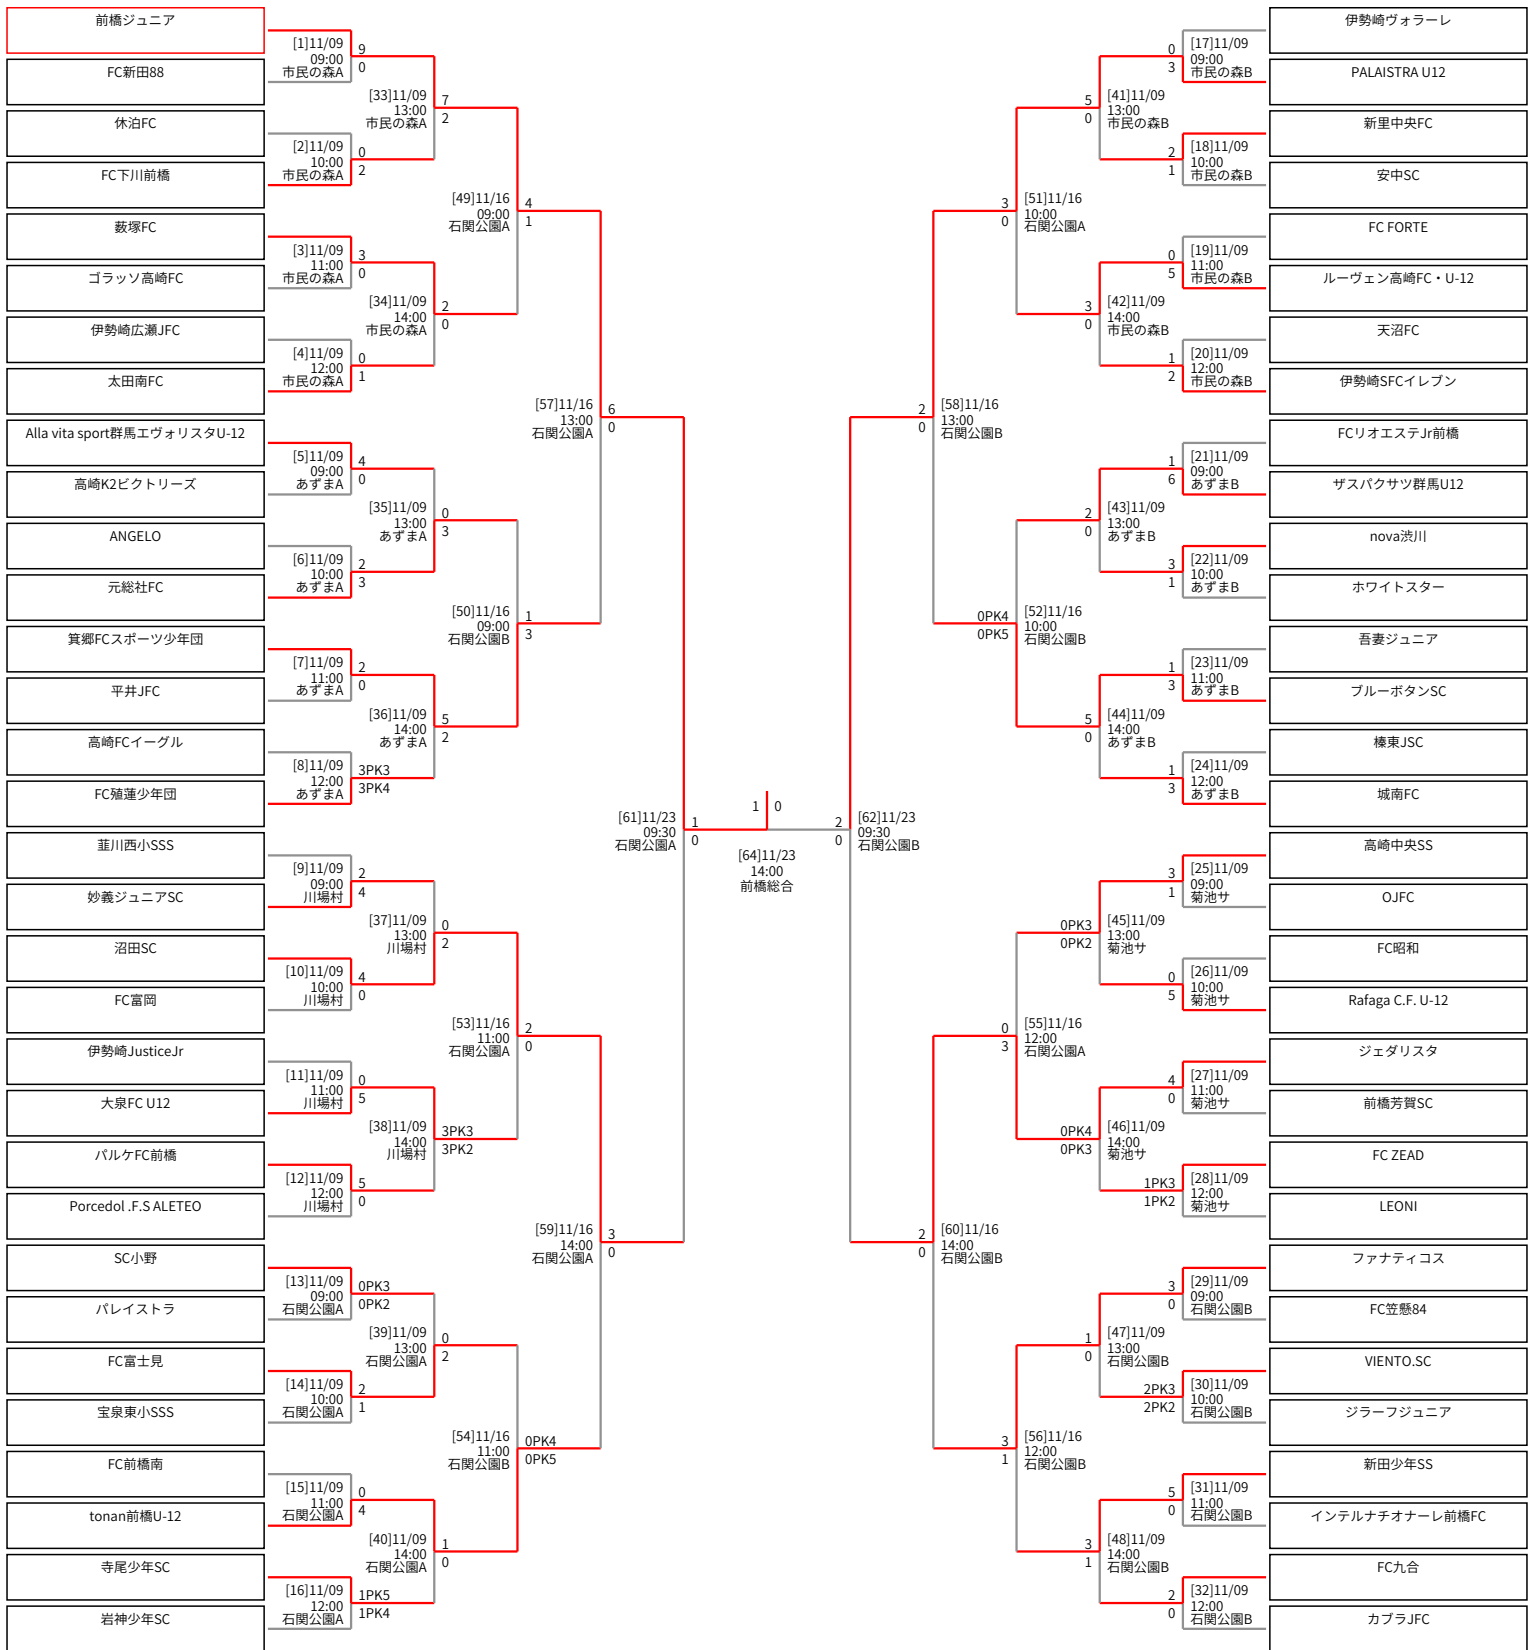 前橋ジュニア
[1]11/09
09:00
市民の森A
9
0
FC新田88
[33]11/09
13:00
市民の森A
7
2
休泊FC
[2]11/09
10:00
市民の森A
0
2
FC下川前橋
[49]11/16
09:00
石関公園A
4
1
薮塚FC
[3]11/09
11:00
市民の森A
3
0
ゴラッソ高崎FC
[34]11/09
14:00
市民の森A
2
0
伊勢崎広瀬JFC
[4]11/09
12:00
市民の森A
0
1
太田南FC
[57]11/16
13:00
石関公園A
6
0
Alla vita sport群馬エヴォリスタU-12
[5]11/09
09:00
あずまA
4
0
高崎K2ビクトリーズ
[35]11/09
13:00
あずまA
0
3
ANGELO
[6]11/09
10:00
あずまA
2
3
元総社FC
[50]11/16
09:00
石関公園B
1
3
箕郷FCスポーツ少年団
[7]11/09
11:00
あずまA
2
0
平井JFC
[36]11/09
14:00
あずまA
5
2
高崎FCイーグル
[8]11/09
12:00
あずまA
3PK3
3PK4
FC殖蓮少年団
[61]11/23
09:30
石関公園A
1
0
韮川西小SSS
[9]11/09
09:00
川場村
2
4
妙義ジュニアSC
[37]11/09
13:00
川場村
0
2
沼田SC
[10]11/09
10:00
川場村
4
0
FC富岡
[53]11/16
11:00
石関公園A
2
0
伊勢崎JusticeJr
[11]11/09
11:00
川場村
0
5
大泉FC U12
[38]11/09
14:00
川場村
3PK3
3PK2
パルケFC前橋
[12]11/09
12:00
川場村
5
0
Porcedol .F.S ALETEO
[59]11/16
14:00
石関公園A
3
0
SC小野
[13]11/09
09:00
石関公園A
0PK3
0PK2
パレイストラ
[39]11/09
13:00
石関公園A
0
2
FC富士見
[14]11/09
10:00
石関公園A
2
1
宝泉東小SSS
[54]11/16
11:00
石関公園B
0PK4
0PK5
FC前橋南
[15]11/09
11:00
石関公園A
0
4
tonan前橋U-12
[40]11/09
14:00
石関公園A
1
0
寺尾少年SC
[16]11/09
12:00
石関公園A
1PK5
1PK4
岩神少年SC
1
0
[64]11/23
14:00
前橋総合
伊勢崎ヴォラーレ
0
3
[17]11/09
09:00
市民の森B
PALAISTRA U12
5
0
[41]11/09
13:00
市民の森B
新里中央FC
2
1
[18]11/09
10:00
市民の森B
安中SC
3
0
[51]11/16
10:00
石関公園A
FC FORTE
0
5
[19]11/09
11:00
市民の森B
ルーヴェン高崎FC・U-12
3
0
[42]11/09
14:00
市民の森B
天沼FC
1
2
[20]11/09
12:00
市民の森B
伊勢崎SFCイレブン
2
0
[58]11/16
13:00
石関公園B
FCリオエステJr前橋
1
6
[21]11/09
09:00
あずまB
ザスパクサツ群馬U12
2
0
[43]11/09
13:00
あずまB
nova渋川
3
1
[22]11/09
10:00
あずまB
ホワイトスター
0PK4
0PK5
[52]11/16
10:00
石関公園B
吾妻ジュニア
1
3
[23]11/09
11:00
あずまB
ブルーボタンSC
5
0
[44]11/09
14:00
あずまB
榛東JSC
1
3
[24]11/09
12:00
あずまB
城南FC
2
0
[62]11/23
09:30
石関公園B
高崎中央SS
3
1
[25]11/09
09:00
菊池サ
OJFC
0PK3
0PK2
[45]11/09
13:00
菊池サ
FC昭和
0
5
[26]11/09
10:00
菊池サ
Rafaga C.F. U-12
0
3
[55]11/16
12:00
石関公園A
ジェダリスタ
4
0
[27]11/09
11:00
菊池サ
前橋芳賀SC
0PK4
0PK3
[46]11/09
14:00
菊池サ
FC ZEAD
1PK3
1PK2
[28]11/09
12:00
菊池サ
LEONI
2
0
[60]11/16
14:00
石関公園B
ファナティコス
3
0
[29]11/09
09:00
石関公園B
FC笠懸84
1
0
[47]11/09
13:00
石関公園B
VIENTO.SC
2PK3
2PK2
[30]11/09
10:00
石関公園B
ジラーフジュニア
3
1
[56]11/16
12:00
石関公園B
新田少年SS
5
0
[31]11/09
11:00
石関公園B
インテルナチオナーレ前橋FC
3
1
[48]11/09
14:00
石関公園B
FC九合
2
0
[32]11/09
12:00
石関公園B
カブラJFC